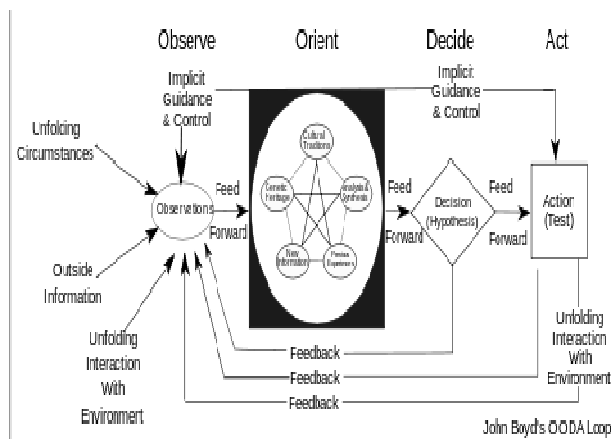 Observe
Orient
Decide
Act
Implicit
Guidance
& Control
Implicit
Guidance
& Control
Unfolding
Circumstances
Observations
Outside
Information
Unfolding
Interaction
With
Environment
Feed
Forward
Cultural
Traditions
Genetic
Heritage
Analysis &
Synthesis
New
Information
Previous
Experience
Feed
Forward
Decision
(Hypothesis)
Feed
Forward
Action
(Test)
Unfolding
Interaction
With
Environment
Feedback
Feedback
Feedback
John Boyd's OODA Loop